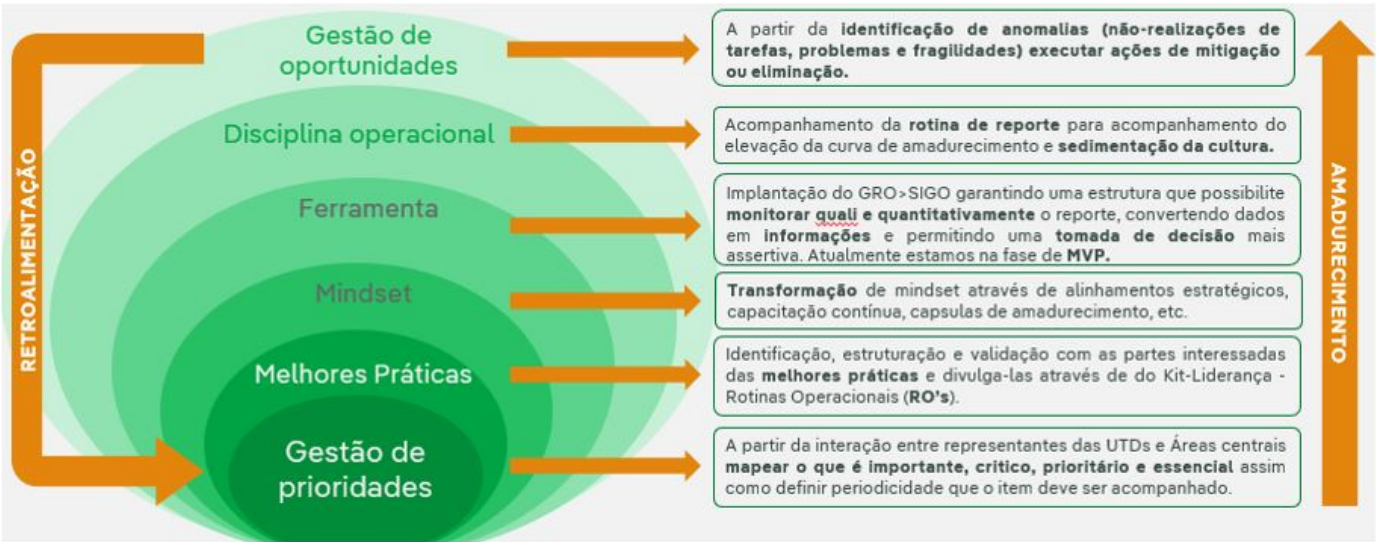 RETROALIMENTAÇÃO
Gestão de
oportunidades
A partir da identificação de anomalias (não-realizações de
tarefas, problemas e fragilidades) executar ações de mitigação
ou eliminação.
Disciplina operacional
Acompanhamento da rotina de reporte para acompanhamento do
elevação da curva de amadurecimento e sedimentação da cultura.
Ferramenta
Implantação do GRO>SIGO garantindo uma estrutura que possibilite
monitorar quali e quantitativamente o reporte, convertendo dados
em informações e permitindo uma tomada de decisão mais
assertiva. Atualmente estamos na fase de MVP.
Mindset
Transformação de mindset através de alinhamentos estratégicos,
capacitação contínua, capsulas de amadurecimento, etc.
Melhores Práticas
Identificação, estruturação e validação com as partes interessadas
das melhores práticas e divulga-las através de do Kit-Liderança -
Rotinas Operacionais (RO's).
Gestão de
prioridades
A partir da interação entre representantes das UTDs e Áreas centrais
mapear o que é importante, critico, prioritário e essencial assim
como definir periodicidade que o item deve ser acompanhado.
AMADURECIMENTO